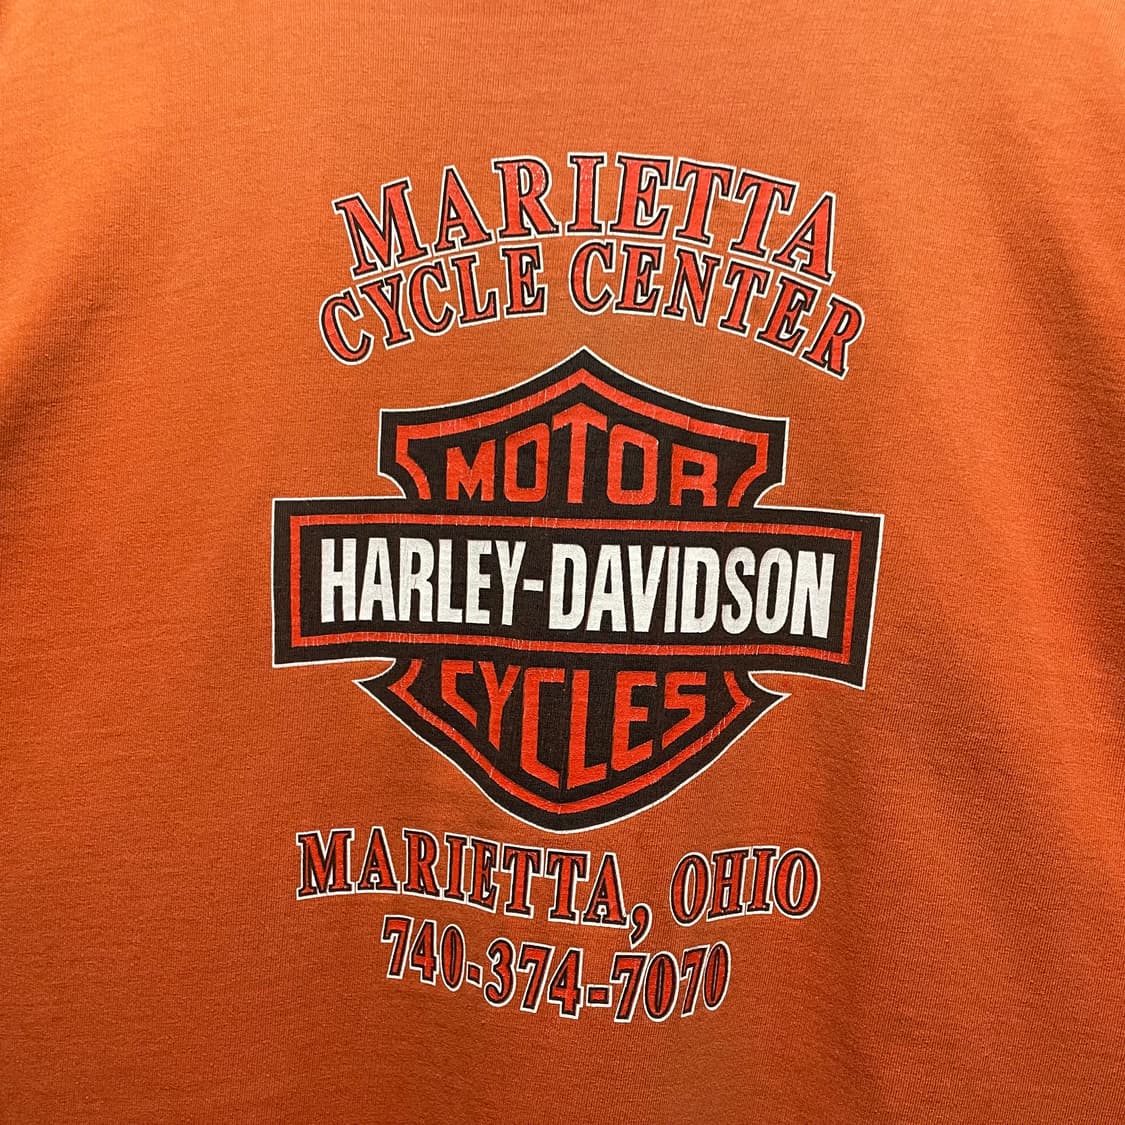 MARIETTA
CYCLE CENTER
MOTOR
HARLEY-DAVIDSON
CYCLES
MARIETTA, OHIO
740-374-7070